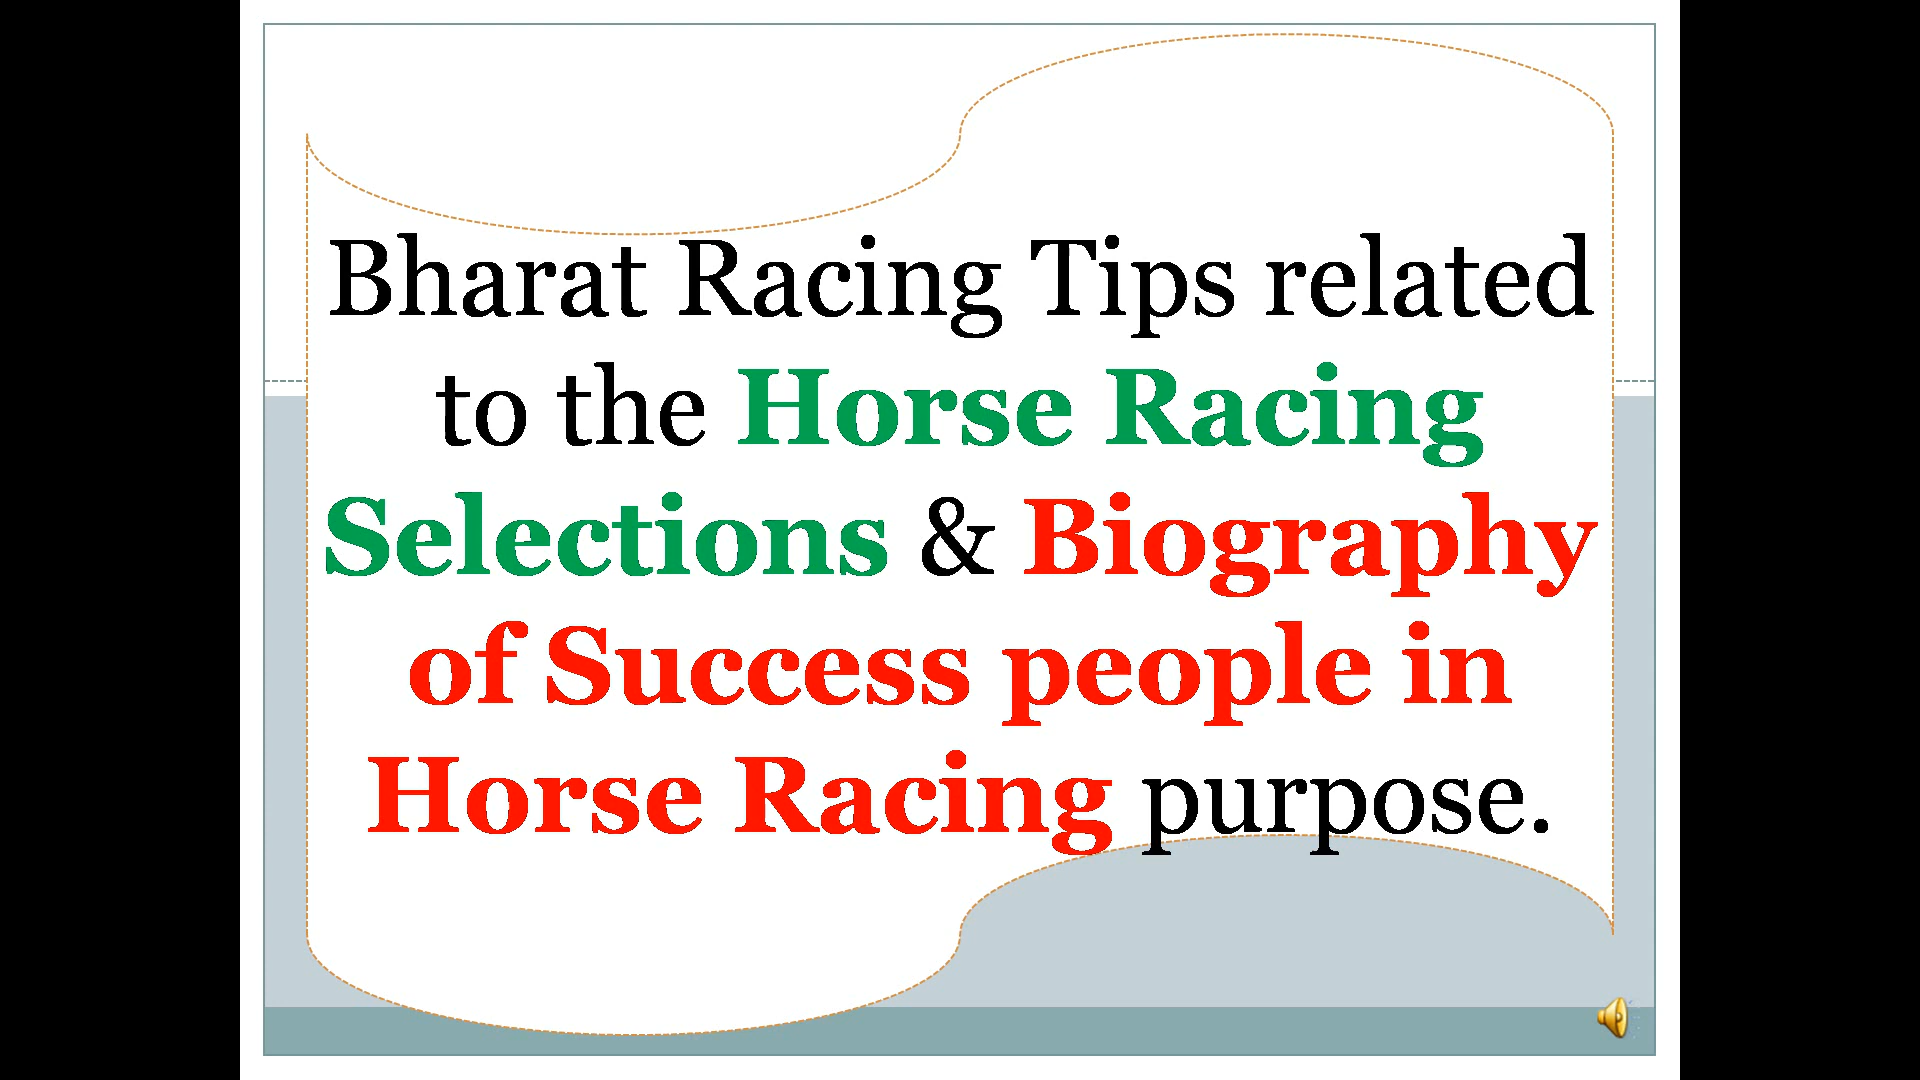 Bharat Racing Tips related
to the Horse Racing
Selections & Biography
of Success people in
Horse Racing purpose.